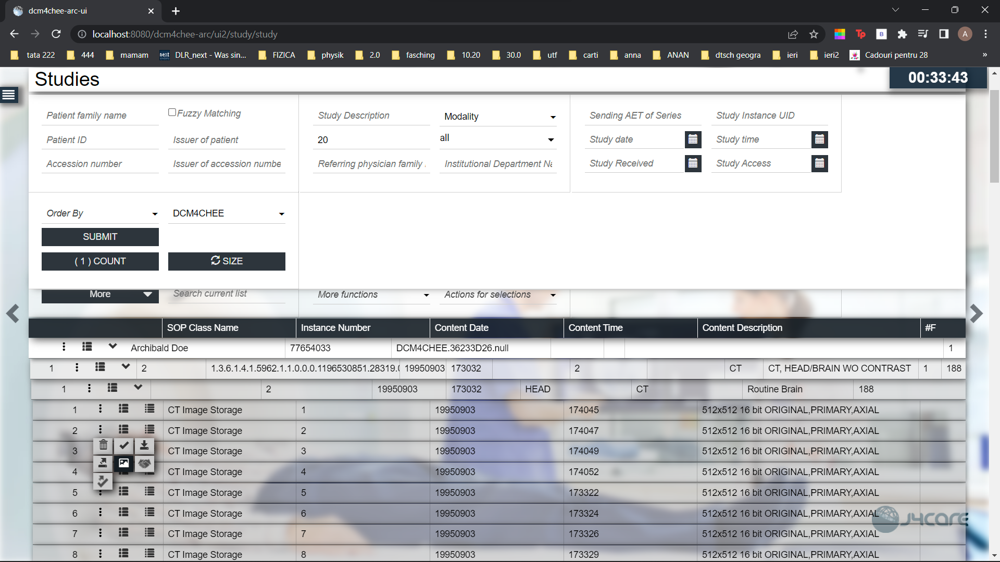 dcm4chee-arc-ui
localhost:8080/dcm4chee-arc/ui2/study/study
A
tata 222 444 mamam next DLR_next - Was sin... FIZICA physik 2.0 fasching 10.20 30.0 utf carti anna ANAN dtsch geogra ieri ieri2 Cadouri pentru 28 »
Studies
00:33:43
Patient family name Fuzzy Matching Study Description Modality Sending AET of Series Study Instance UID
Patient ID Issuer of patient 20 all Study date Study time
Accession number Issuer of accession numbe Referring physician family Institutional Department Na Study Received Study Access
Order By DCM4CHEE
SUBMIT
( 1 ) COUNT SIZE
More Search current list More functions Actions for selections
SOP Class Name Instance Number Content Date Content Time Content Description #F
Archibald Doe 77654033 DCM4CHEE.36233D26.null 1
1 2 1.3.6.1.4.1.5962.1.1.0.0.0.1196530851.28319.0 19950903 173032 2 CT CT, HEAD/BRAIN WO CONTRAST 1 188
1 2 19950903 173032 HEAD CT Routine Brain 188
1 CT Image Storage 1 19950903 174045 512x512 16 bit ORIGINAL,PRIMARY,AXIAL
2 CT Image Storage 2 19950903 174047 512x512 16 bit ORIGINAL,PRIMARY,AXIAL
3 CT Image Storage 3 19950903 174049 512x512 16 bit ORIGINAL,PRIMARY,AXIAL
4 CT Image Storage 4 19950903 174052 512x512 16 bit ORIGINAL,PRIMARY,AXIAL
5 CT Image Storage 5 19950903 173322 512x512 16 bit ORIGINAL,PRIMARY,AXIAL
6 CT Image Storage 6 19950903 173324 512x512 16 bit ORIGINAL,PRIMARY,AXIAL
J4care
7 CT Image Storage 7 19950903 173326 512x512 16 bit ORIGINAL,PRIMARY,AXIAL
8 CT Image Storage 8 19950903 173329 512x512 16 bit ORIGINAL,PRIMARY,AXIAL